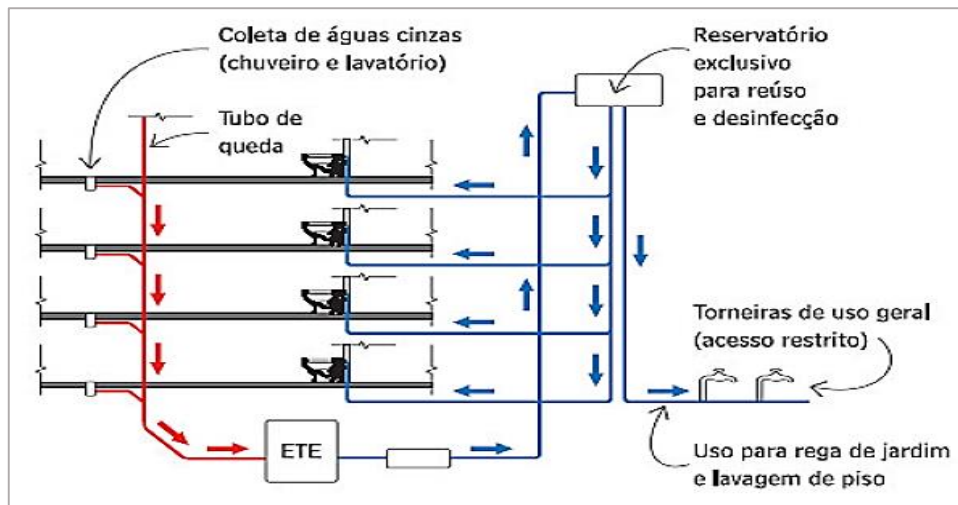 Coleta de águas cinzas
(chuveiro e lavatório)
Tubo de
queda
Reservatório
exclusivo
para reúso
e desinfecção
Torneiras de uso geral
(acesso restrito)
ETE
Uso para rega de jardim
e lavagem de piso